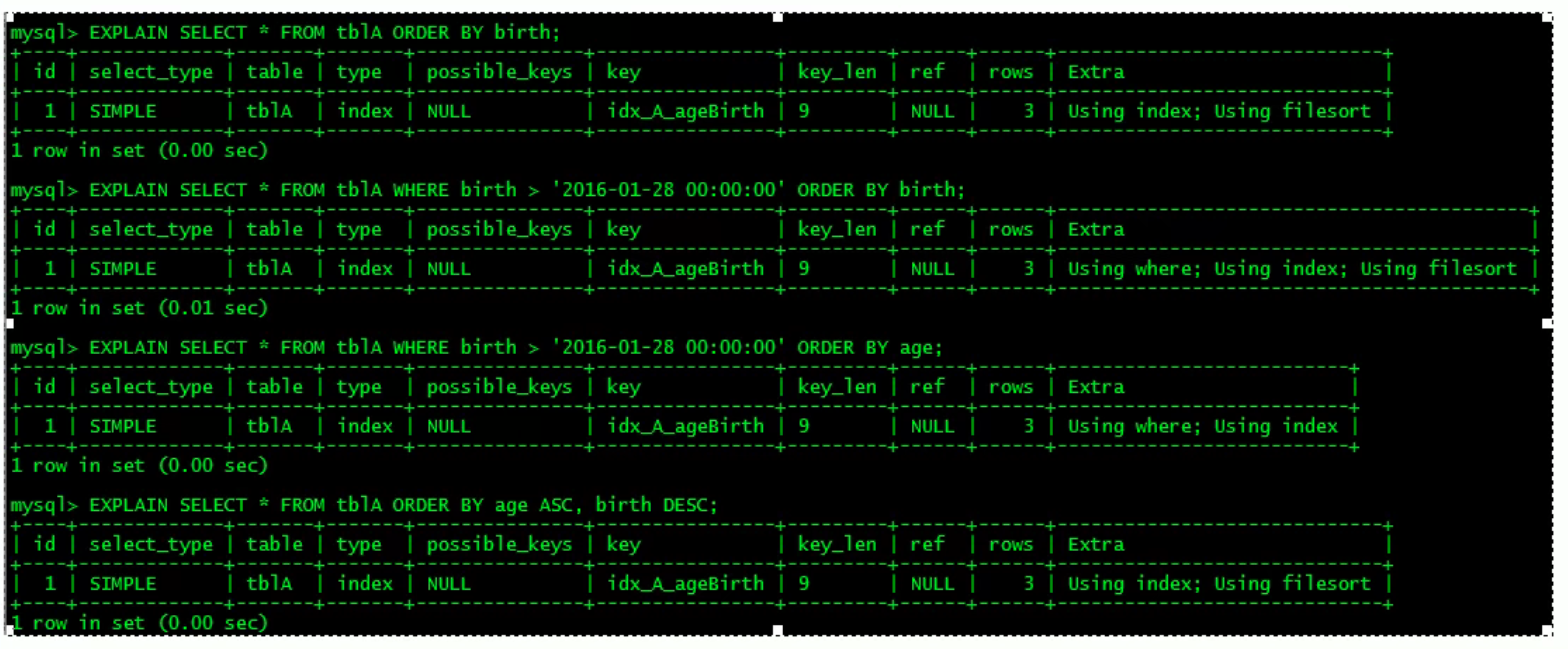 mysql> EXPLAIN SELECT * FROM tblA ORDER BY birth;
+----+-------------+-------+-------+---------------+--------------+---------+------+------+-----------------------------+
| id | select_type | table | type  | possible_keys | key          | key_len | ref  | rows | Extra                       |
+----+-------------+-------+-------+---------------+--------------+---------+------+------+-----------------------------+
|  1 | SIMPLE      | tblA  | index | NULL          | idx_A_ageBirth | 9       | NULL |    3 | Using index; Using filesort |
+----+-------------+-------+-------+---------------+--------------+---------+------+------+-----------------------------+
1 row in set (0.00 sec)
mysql> EXPLAIN SELECT * FROM tblA WHERE birth > '2016-01-28 00:00:00' ORDER BY birth;
+----+-------------+-------+-------+---------------+----------------+---------+------+------+------------------------------------------+
| id | select_type | table | type  | possible_keys | key            | key_len | ref  | rows | Extra                                    |
+----+-------------+-------+-------+---------------+----------------+---------+------+------+------------------------------------------+
|  1 | SIMPLE      | tblA  | index | NULL          | idx_A_ageBirth | 9       | NULL |    3 | Using where; Using index; Using filesort |
+----+-------------+-------+-------+---------------+----------------+---------+------+------+------------------------------------------+
1 row in set (0.01 sec)
mysql> EXPLAIN SELECT * FROM tblA WHERE birth > '2016-01-28 00:00:00' ORDER BY age;
+----+-------------+-------+-------+---------------+----------------+---------+------+------+--------------------------+
| id | select_type | table | type  | possible_keys | key            | key_len | ref  | rows | Extra                    |
+----+-------------+-------+-------+---------------+----------------+---------+------+------+--------------------------+
|  1 | SIMPLE      | tblA  | index | NULL          | idx_A_ageBirth | 9       | NULL |    3 | Using where; Using index |
+----+-------------+-------+-------+---------------+----------------+---------+------+------+--------------------------+
1 row in set (0.00 sec)
mysql> EXPLAIN SELECT * FROM tblA ORDER BY age ASC, birth DESC;
+----+-------------+-------+-------+---------------+----------------+---------+------+------+-----------------------------+
| id | select_type | table | type  | possible_keys | key            | key_len | ref  | rows | Extra                       |
+----+-------------+-------+-------+---------------+----------------+---------+------+------+-----------------------------+
|  1 | SIMPLE      | tblA  | index | NULL          | idx_A_ageBirth | 9       | NULL |    3 | Using index; Using filesort |
+----+-------------+-------+-------+---------------+----------------+---------+------+------+-----------------------------+
1 row in set (0.00 sec)